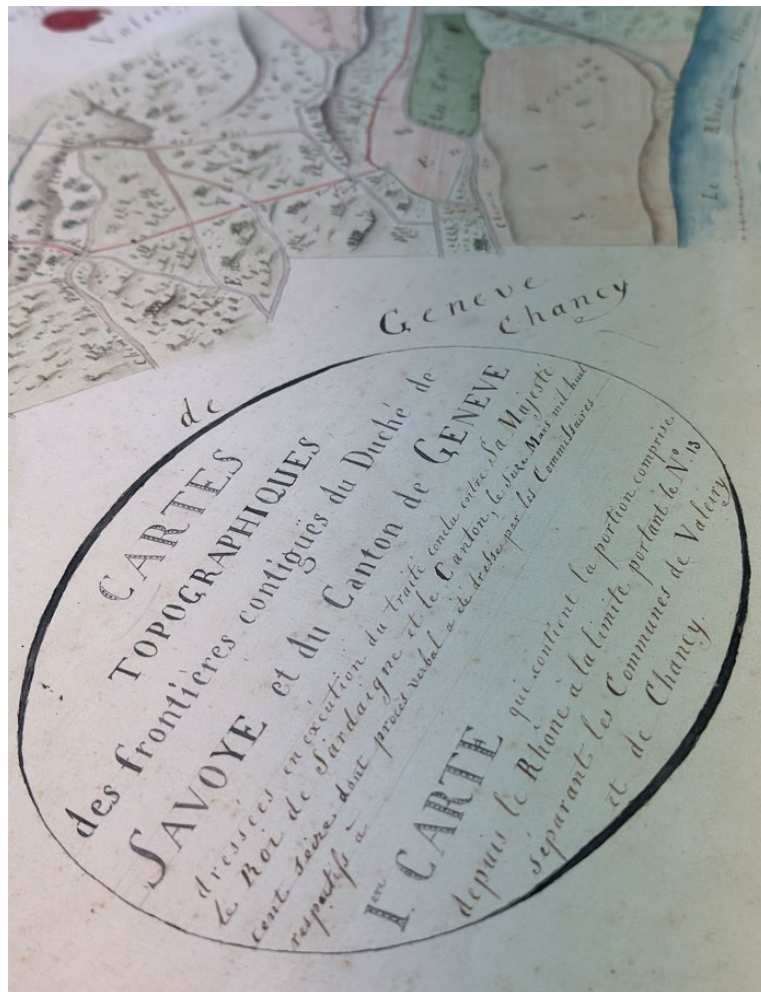 Le Rhône
de Geneve
Chancy
CARTES
TOPOGRAPHIQUES
des frontières contiguës du Duché de
SAVOYE et du Canton de GENEVE
dressées en exécution du traité conclu entre Sa Majesté
le Roi de Sardaigne et le Canton, le seize Mars mil huit
cent seize dont procès verbal a été dressé par les Commissaires
respectifs à
I.ere CARTE qui contient la portion comprise
depuis le Rhône à la limite portant le N.o 13
séparant les Communes de Valeiry
et de Chancy.